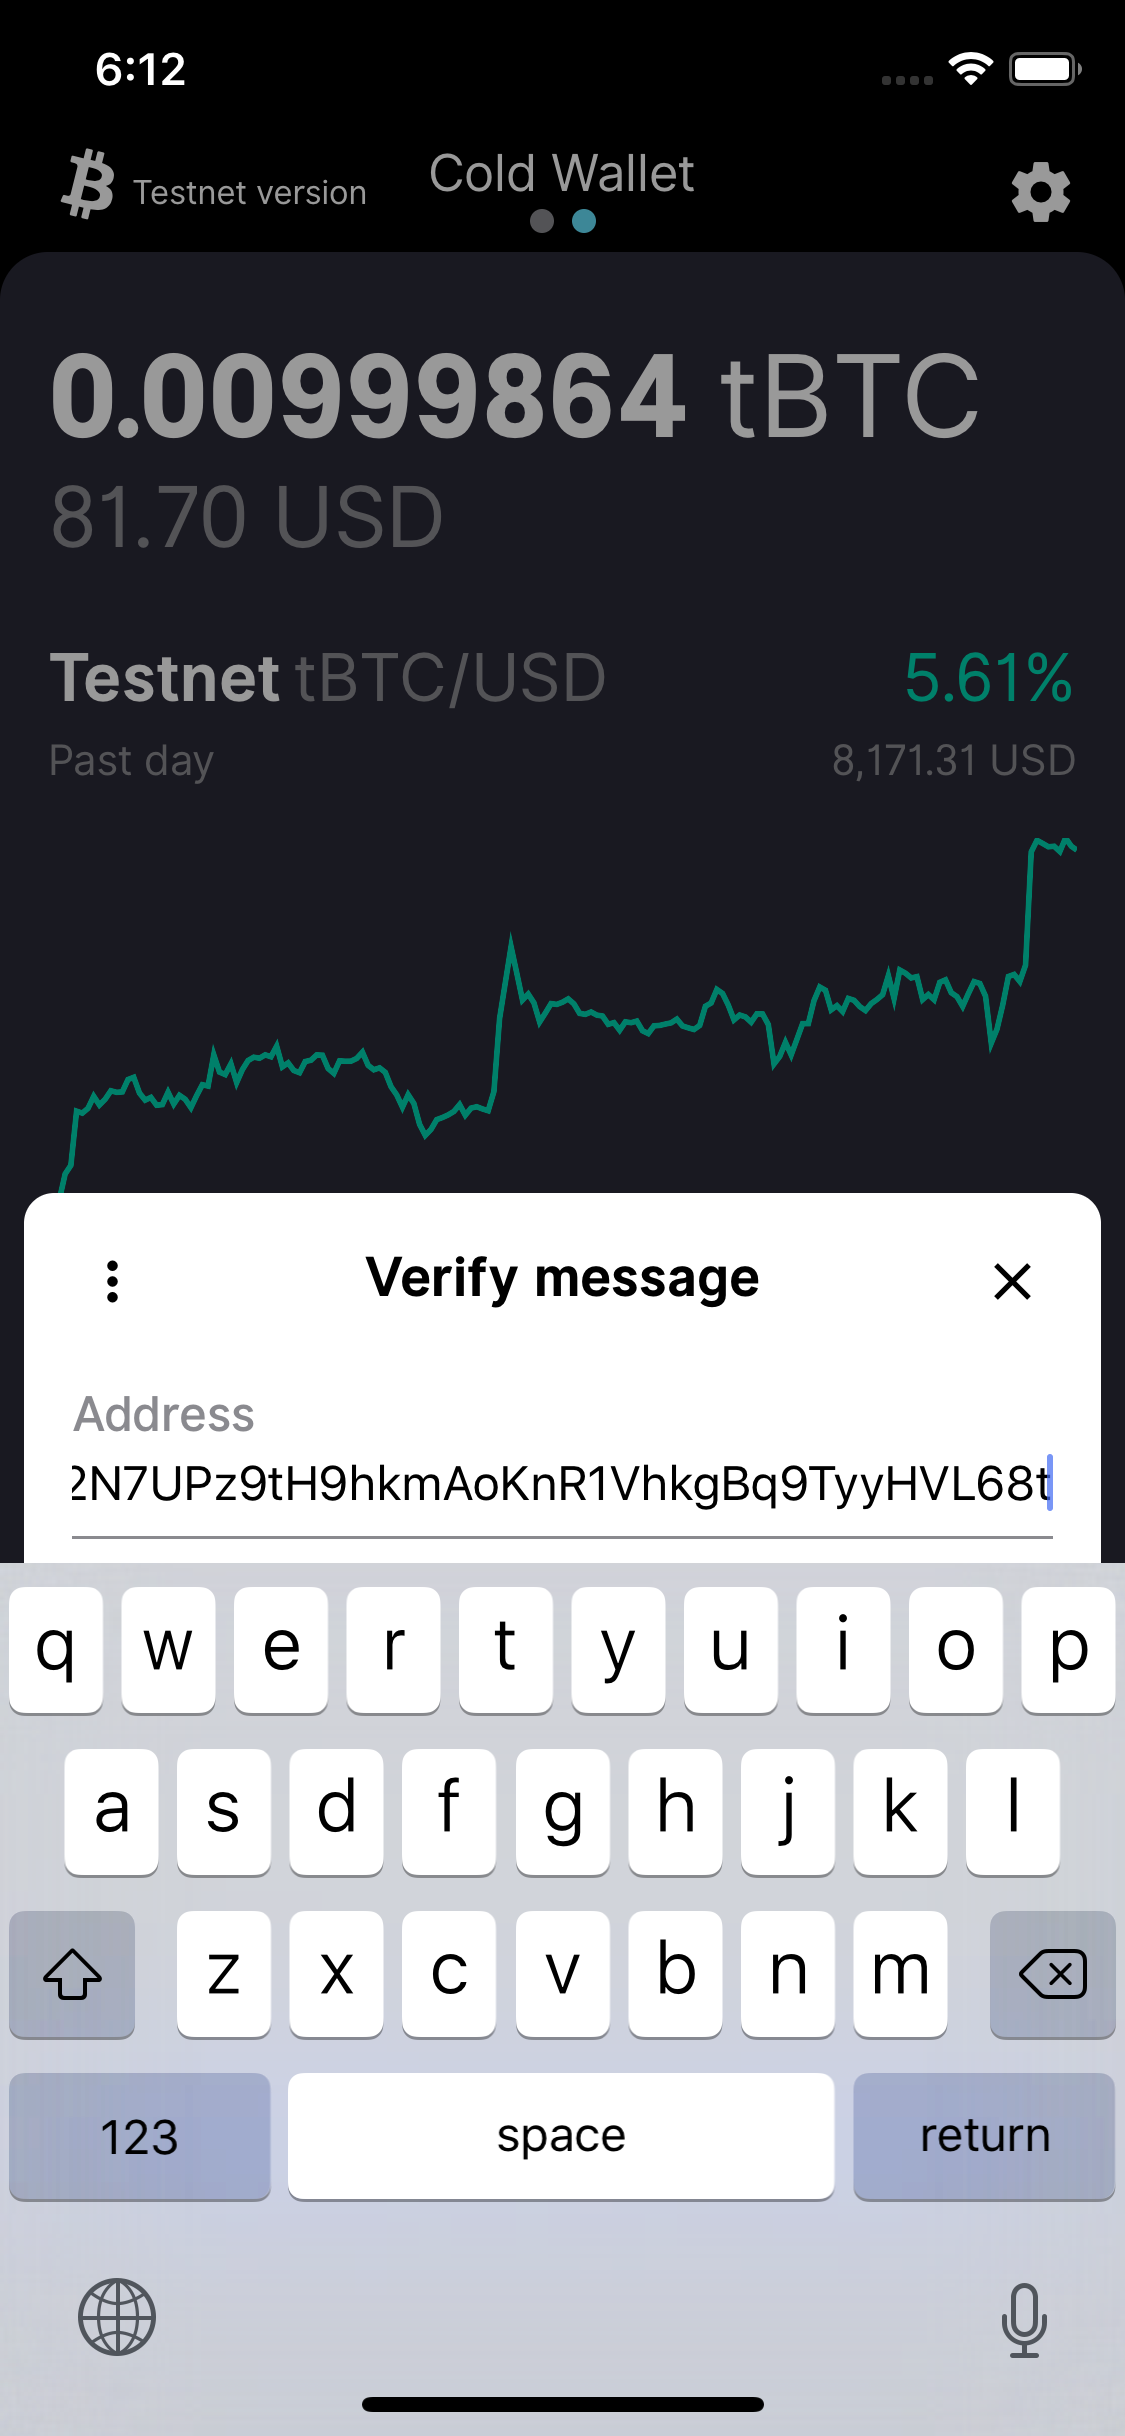 6:12
Testnet version
Cold Wallet
0.00999864 tBTC
81.70 USD
Testnet tBTC/USD
5.61%
Past day
8,171.31 USD
Verify message
Address
2N7UPz9tH9hkmAoKnR1VhkgBq9TyyHVL68t
q w e r t y u i o p
a s d f g h j k l
z x c v b n m
123 space return